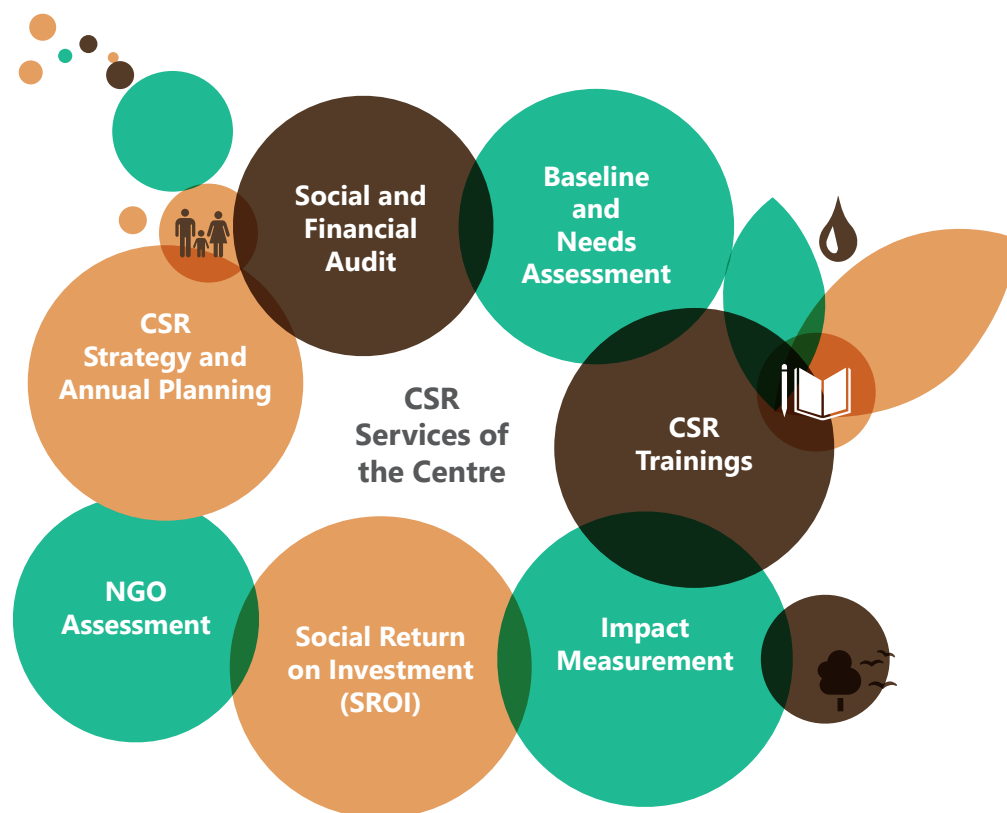 Social and
Financial
Audit
Baseline
and
Needs
Assessment
CSR
Strategy and
Annual Planning
CSR
Services of
the Centre
CSR
Trainings
NGO
Assessment
Social Return
on Investment
(SROI)
Impact
Measurement